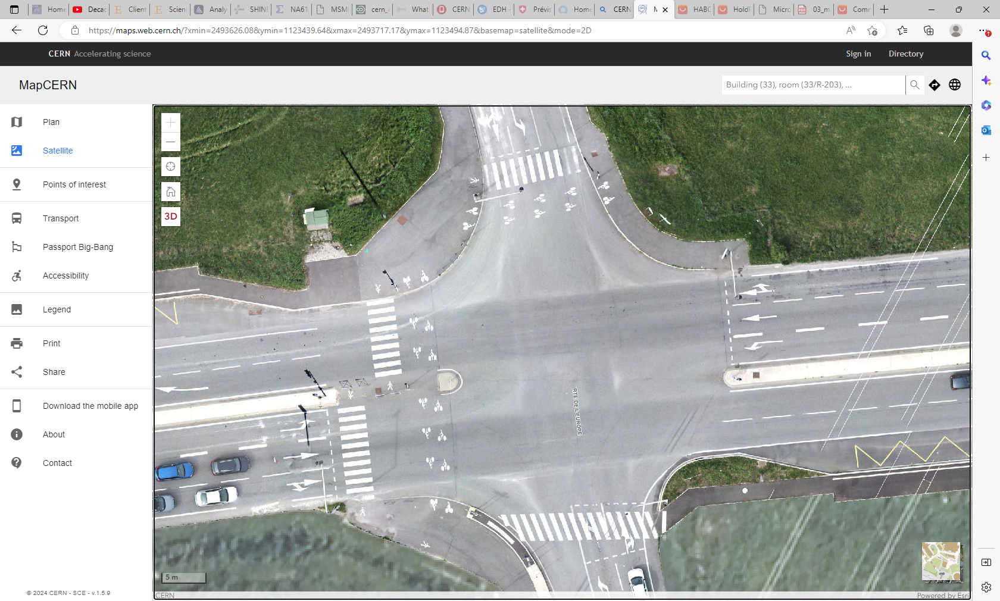 Home
Decac
Client
Scienc
Analy
SHINE
NA61
MSM
cern_e
What
CERN
EDH -
Prévis
Home
CERN
M
HABC
HoldF
Micro
03_m
Comm
https://maps.web.cern.ch/?xmin=2493626.08&ymin=1123439.64&xmax=2493717.17&ymax=1123494.87&basemap=satellite&mode=2D
CERN Accelerating science
Sign in
Directory
MapCERN
Building (33), room (33/R-203), ...
Plan
Satellite
Points of interest
Transport
Passport Big-Bang
Accessibility
Legend
Print
Share
Download the mobile app
About
Contact
© 2024 CERN - SCE - v.1.5.9
3D
RTE DE L'EUROPE
5 m
CERN
Powered by Esri